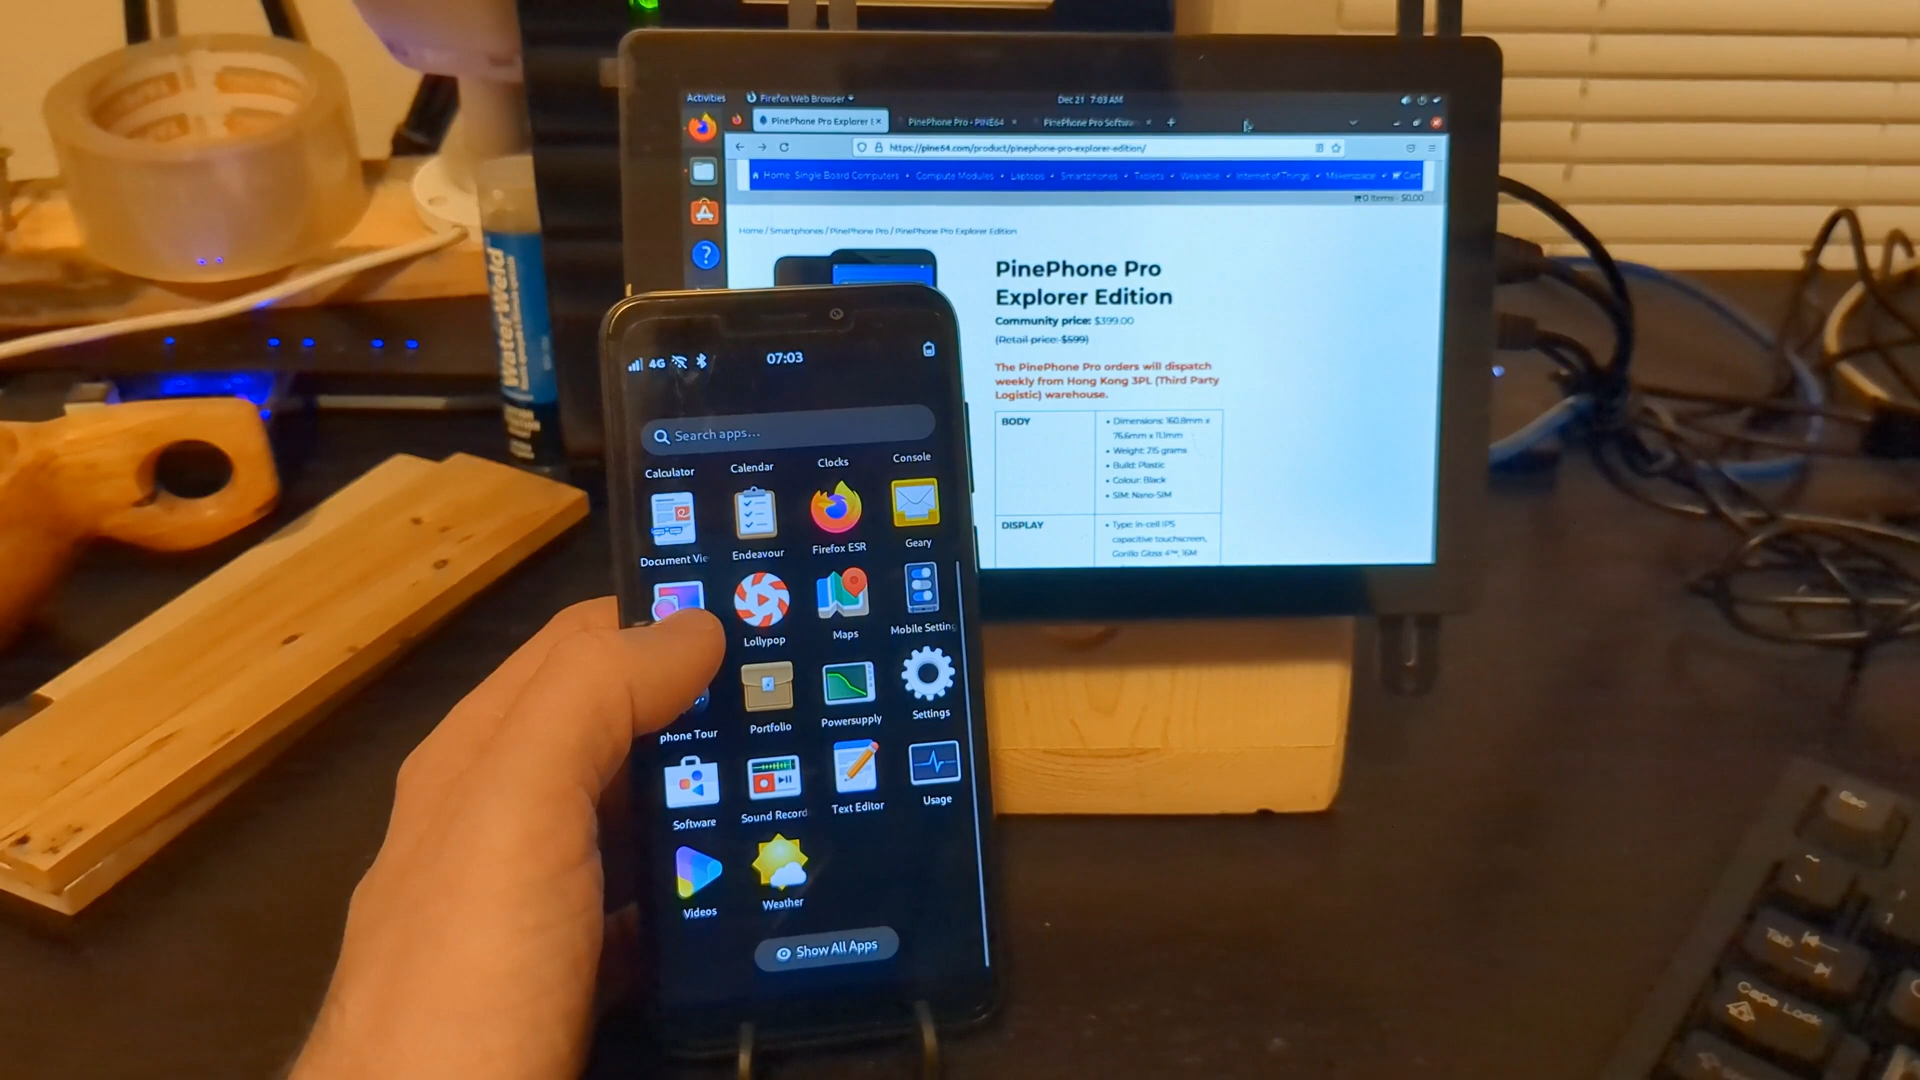 Activities
Firefox Web Browser
Dec 21 7:03 AM
PinePhone Pro Explorer E
PinePhone Pro - PINE64
PinePhone Pro Softw
https://pine64.com/product/pinephone-pro-explorer-edition/
Home Single Board Computers Compute Modules Laptops Smartphones Tablets Wearable Internet of Things Makerspace Cart
0 Items - $0.00
Home / Smartphones / PinePhone Pro / PinePhone Pro Explorer Edition
PinePhone Pro
Explorer Edition
Community price: $399.00
(Retail price: $599)
The PinePhone Pro orders will dispatch
weekly from Hong Kong 3PL (Third Party
Logistic) warehouse.
BODY
• Dimensions: 160.8mm x
76.6mm x 11.1mm
• Weight: 215 grams
• Build: Plastic
• Colour: Black
• SIM: Nano-SIM
DISPLAY
• Type: In-cell IPS
capacitive touchscreen,
Gorilla Glass 4™, 16M
WaterWeld
4G
07:03
Search apps...
Calculator
Calendar
Clocks
Console
Document Vie
Endeavour
Firefox ESR
Geary
Lollypop
Maps
Mobile Setting
phone Tour
Portfolio
Powersupply
Settings
Software
Sound Record
Text Editor
Usage
Videos
Weather
Show All Apps
Esc
~
Tab
Caps Lock